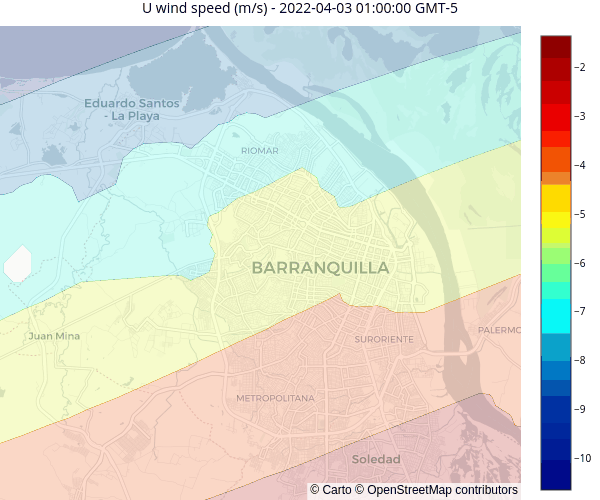 U wind speed (m/s) - 2022-04-03 01:00:00 GMT-5
Eduardo Santos
- La Playa
RIOMAR
BARRANQUILLA
Juan Mina
SURORIENTE
PALERMO
METROPOLITANA
Soledad
© Carto © OpenStreetMap contributors
−2
−3
−4
−5
−6
−7
−8
−9
−10